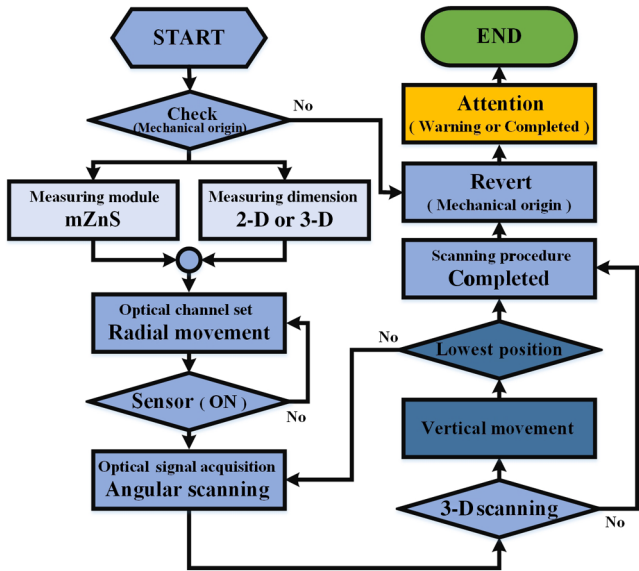 START
END
Check
(Mechanical origin)
No
Attention
( Warning or Completed )
Measuring module
mZnS
Measuring dimension
2-D or 3-D
Revert
( Mechanical origin )
Scanning procedure
Completed
Optical channel set
Radial movement
No
Lowest position
Sensor ( ON )
No
Vertical movement
Optical signal acquisition
Angular scanning
3-D scanning
No